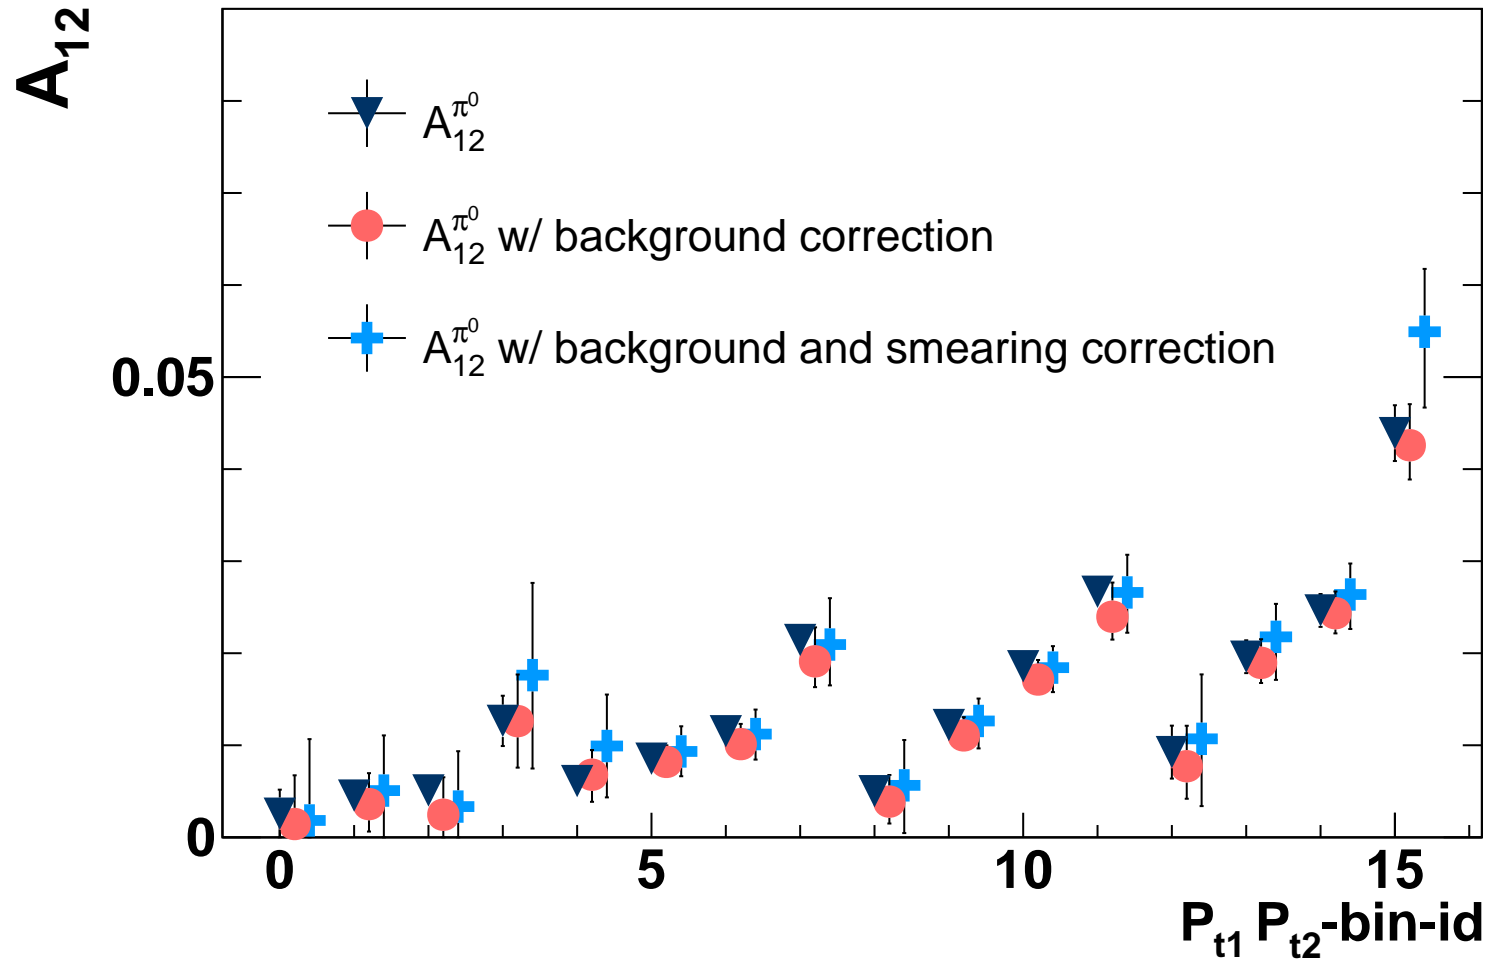 A12
A12π0
A12π0 w/ background correction
A12π0 w/ background and smearing correction
0.05
0
0 5 10 15
Pt1 Pt2-bin-id